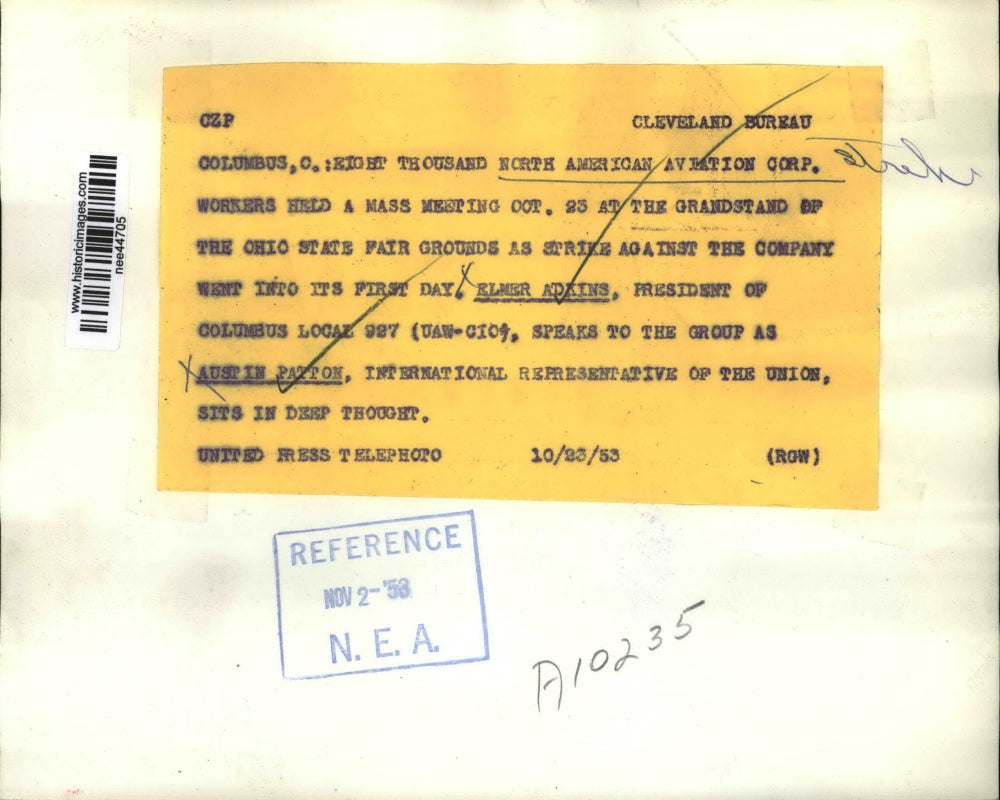 CZP CLEVELAND BUREAU
COLUMBUS,O.:EIGHT THOUSAND NORTH AMERICAN AVIATION CORP.
WORKERS HELD A MASS MEETING OCT. 23 AT THE GRANDSTAND OF
THE OHIO STATE FAIR GROUNDS AS STRIKE AGAINST THE COMPANY
WENT INTO ITS FIRST DAY. ELMER ADKINS, PRESIDENT OF
COLUMBUS LOCAL 927 (UAW-CIO), SPEAKS TO THE GROUP AS
AUSTIN PATTON, INTERNATIONAL REPRESENTATIVE OF THE UNION,
SITS IN DEEP THOUGHT.
UNITED PRESS TELEPHOTO 10/23/53 (RGW)
www.historicimages.com
nee44705
REFERENCE
NOV 2-'53
N. E. A.
A10235